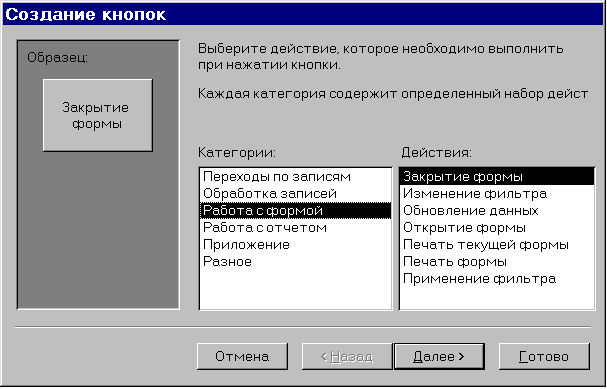 Создание кнопок
Образец:
Закрытие
формы
Выберите действие, которое необходимо выполнить
при нажатии кнопки.
Каждая категория содержит определенный набор дейст
Категории:
Переходы по записям
Обработка записей
Работа с формой
Работа с отчетом
Приложение
Разное
Действия:
Закрытие формы
Изменение фильтра
Обновление данных
Открытие формы
Печать текущей формы
Печать формы
Применение фильтра
Отмена
< Назад
Далее >
Готово